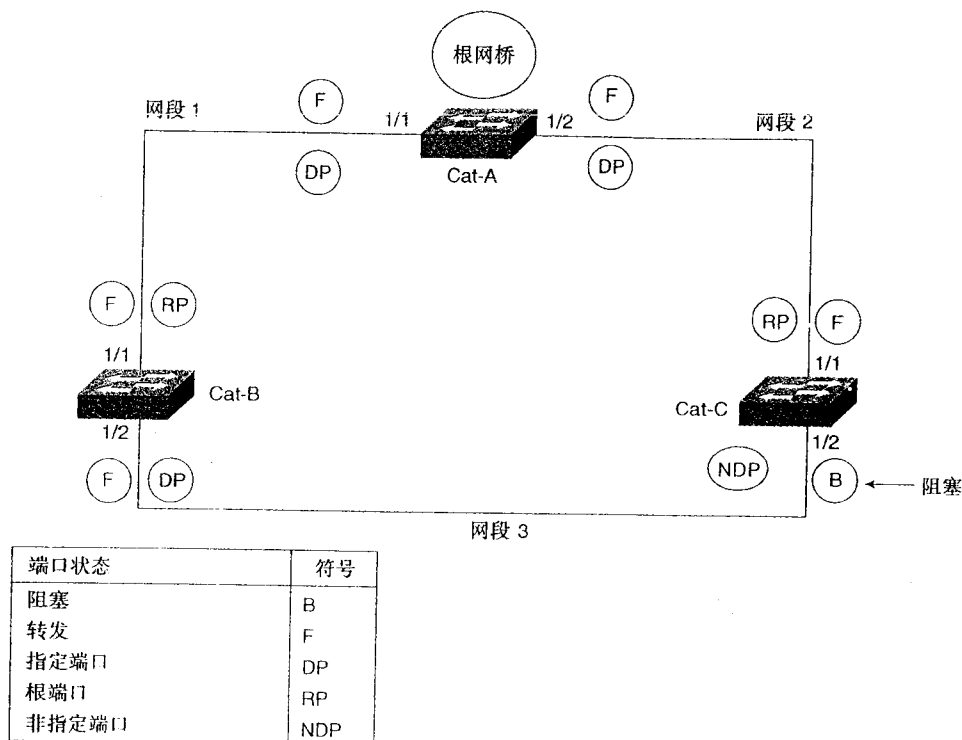 根网桥
网段 1
F
1/1
1/2
F
网段 2
DP
Cat-A
DP
F
RP
RP
F
1/1
Cat-B
1/1
Cat-C
1/2
1/2
F
DP
NDP
B
阻塞
网段 3
端口状态
符号
阻塞
B
转发
F
指定端口
DP
根端口
RP
非指定端口
NDP